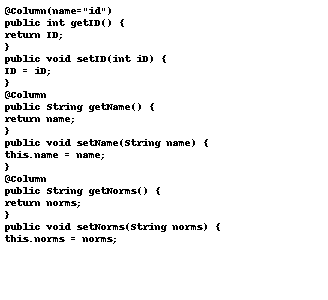 @Column(name="id")
public int getID() {
return ID;
}
public void setID(int iD) {
ID = iD;
}
@Column
public String getName() {
return name;
}
public void setName(String name) {
this.name = name;
}
@Column
public String getNorms() {
return norms;
}
public void setNorms(String norms) {
this.norms = norms;